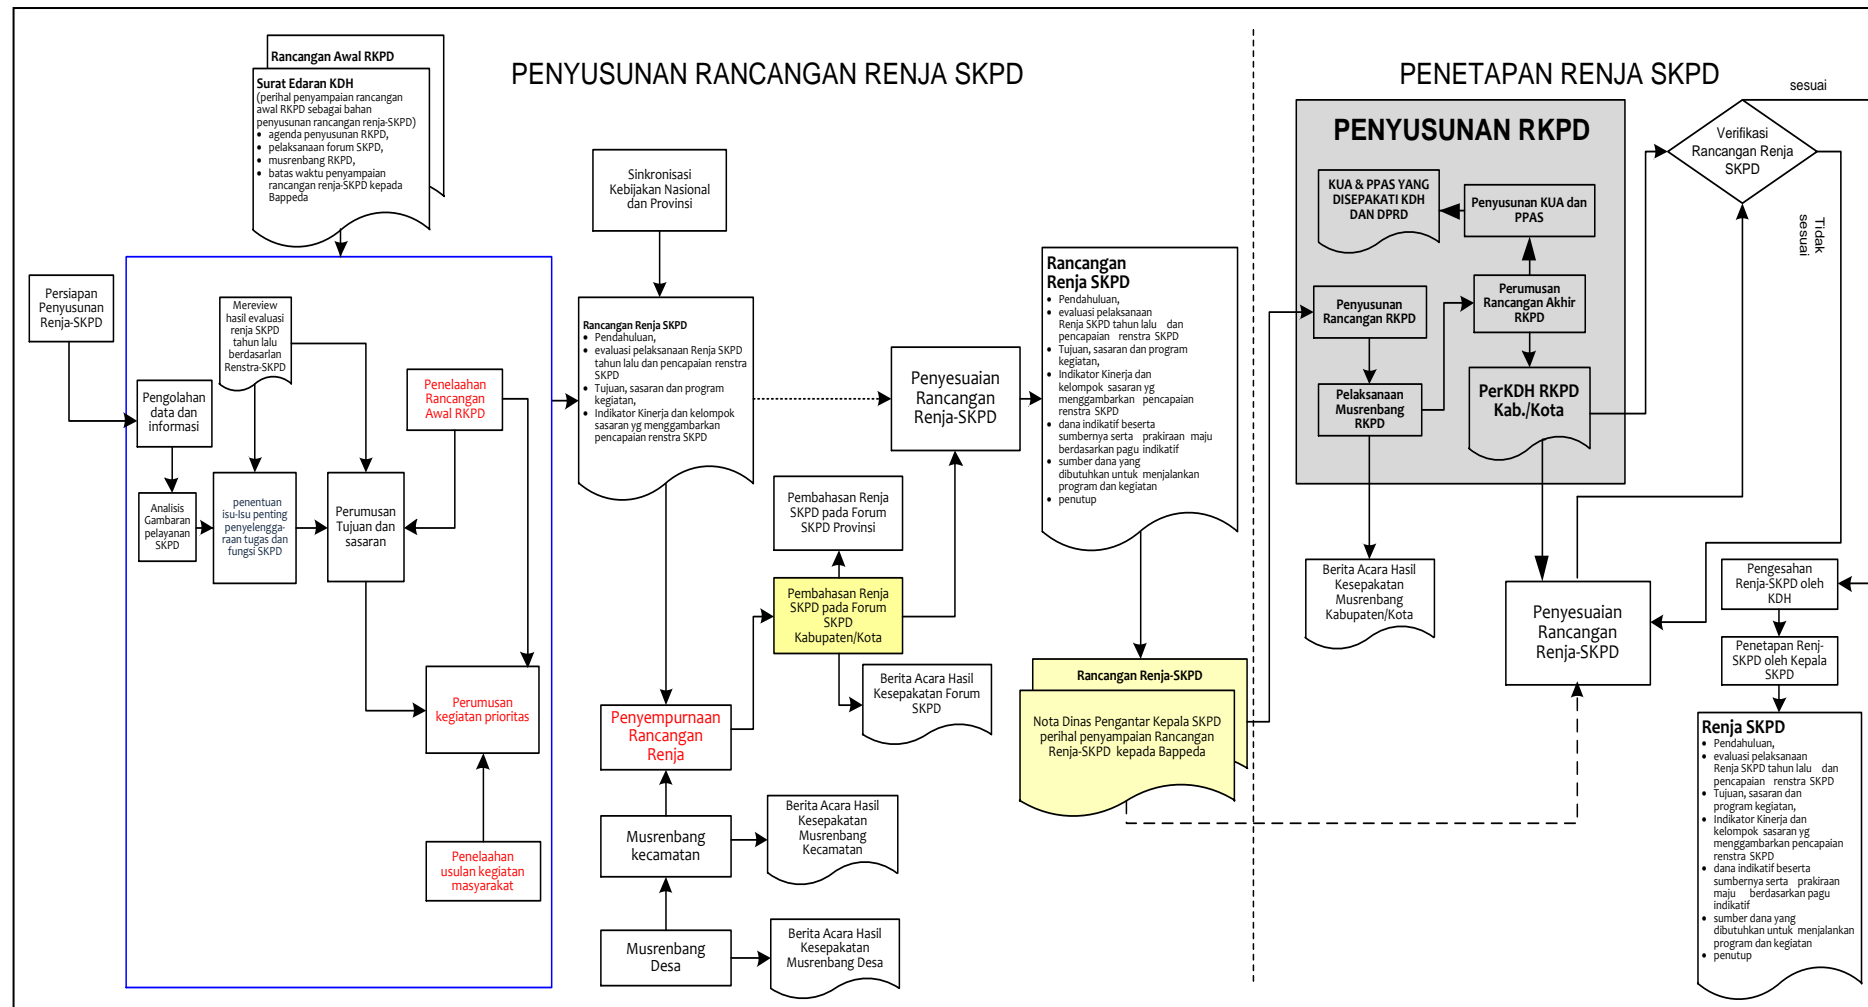 PENYUSUNAN RANCANGAN RENJA SKPD
PENETAPAN RENJA SKPD
Rancangan Awal RKPD
Surat Edaran KDH
(perihal penyampaian rancangan
awal RKPD sebagai bahan
penyusunan rancangan renja-SKPD)
• agenda penyusunan RKPD,
• pelaksanaan forum SKPD,
• musrenbang RKPD,
• batas waktu penyampaian
rancangan renja-SKPD kepada
Bappeda
Persiapan
Penyusunan
Renja-SKPD
Mereview
hasil evaluasi
renja SKPD
tahun lalu
berdasarlan
Renstra-SKPD
Pengolahan
data dan
informasi
Penelaahan
Rancangan
Awal RKPD
Analisis
Gambaran
pelayanan
SKPD
penentuan
isu-Isu penting
penyelengga-
raan tugas dan
fungsi SKPD
Perumusan
Tujuan dan
sasaran
Perumusan
kegiatan prioritas
Penelaahan
usulan kegiatan
masyarakat
Sinkronisasi
Kebijakan Nasional
dan Provinsi
Rancangan Renja SKPD
• Pendahuluan,
• evaluasi pelaksanaan Renja SKPD
tahun lalu dan pencapaian renstra
SKPD
• Tujuan, sasaran dan program
kegiatan,
• Indikator Kinerja dan kelompok
sasaran yg menggambarkan
pencapaian renstra SKPD
Penyempurnaan
Rancangan
Renja
Musrenbang
kecamatan
Musrenbang
Desa
Berita Acara Hasil
Kesepakatan
Musrenbang
Kecamatan
Berita Acara Hasil
Kesepakatan
Musrenbang Desa
Pembahasan Renja
SKPD pada Forum
SKPD Provinsi
Pembahasan Renja
SKPD pada Forum
SKPD
Kabupaten/Kota
Berita Acara Hasil
Kesepakatan Forum
SKPD
Penyesuaian
Rancangan
Renja-SKPD
Rancangan
Renja SKPD
• Pendahuluan,
• evaluasi pelaksanaan
Renja SKPD tahun lalu dan
pencapaian renstra SKPD
• Tujuan, sasaran dan program
kegiatan,
• Indikator Kinerja dan
kelompok sasaran yg
menggambarkan pencapaian
renstra SKPD
• dana indikatif beserta
sumbernya serta prakiraan maju
berdasarkan pagu indikatif
• sumber dana yang
dibutuhkan untuk menjalankan
program dan kegiatan
• penutup
Rancangan Renja-SKPD
Nota Dinas Pengantar Kepala SKPD
perihal penyampaian Rancangan
Renja-SKPD kepada Bappeda
PENYUSUNAN RKPD
KUA & PPAS YANG
DISEPAKATI KDH
DAN DPRD
Penyusunan KUA dan
PPAS
Penyusunan
Rancangan RKPD
Perumusan
Rancangan Akhir
RKPD
Pelaksanaan
Musrenbang
RKPD
PerKDH RKPD
Kab./Kota
Berita Acara Hasil
Kesepakatan
Musrenbang
Kabupaten/Kota
Penyesuaian
Rancangan
Renja-SKPD
sesuai
Verifikasi
Rancangan Renja
SKPD
Tidak
sesuai
Pengesahan
Renja-SKPD oleh
KDH
Penetapan Renj-
SKPD oleh Kepala
SKPD
Renja SKPD
• Pendahuluan,
• evaluasi pelaksanaan
Renja SKPD tahun lalu dan
pencapaian renstra SKPD
• Tujuan, sasaran dan
program kegiatan,
• Indikator Kinerja dan
kelompok sasaran yg
menggambarkan pencapaian
renstra SKPD
• dana indikatif beserta
sumbernya serta prakiraan
maju berdasarkan pagu
indikatif
• sumber dana yang
dibutuhkan untuk menjalankan
program dan kegiatan
• penutup